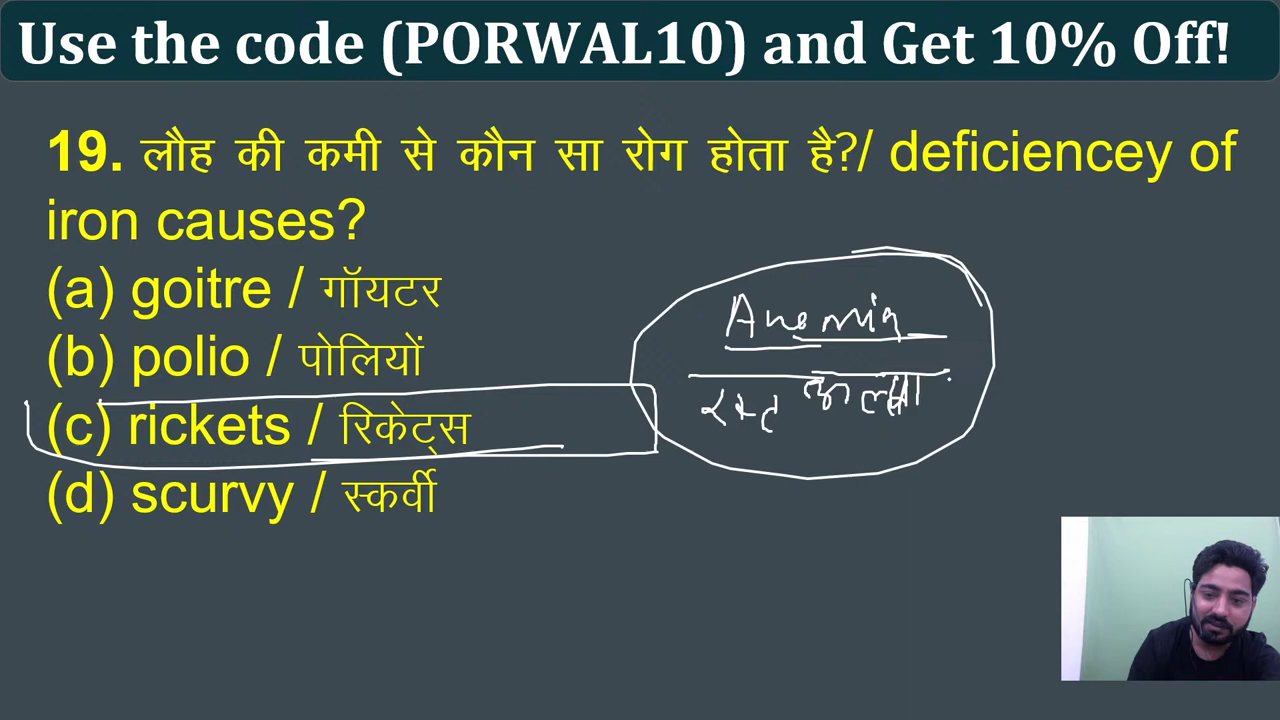 Use the code (PORWAL10) and Get 10% Off!
19. लौह की कमी से कौन सा रोग होता है?/ deficiencey of
iron causes?
(a) goitre / गॉयटर
(b) polio / पोलियों
(c) rickets / रिकेट्स
(d) scurvy / स्कर्वी
Anemia